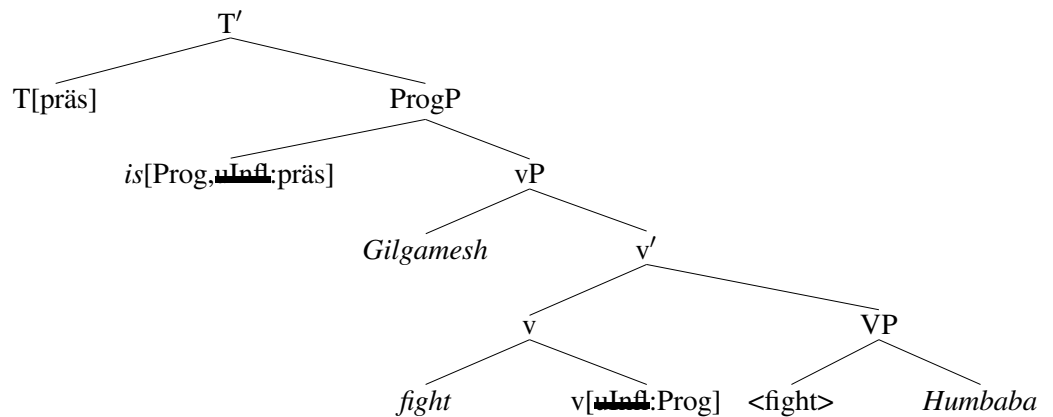 T′
T[präs] ProgP
is[Prog,uInfl:präs] vP
Gilgamesh v′
v VP
fight v[uInfl:Prog] <fight> Humbaba